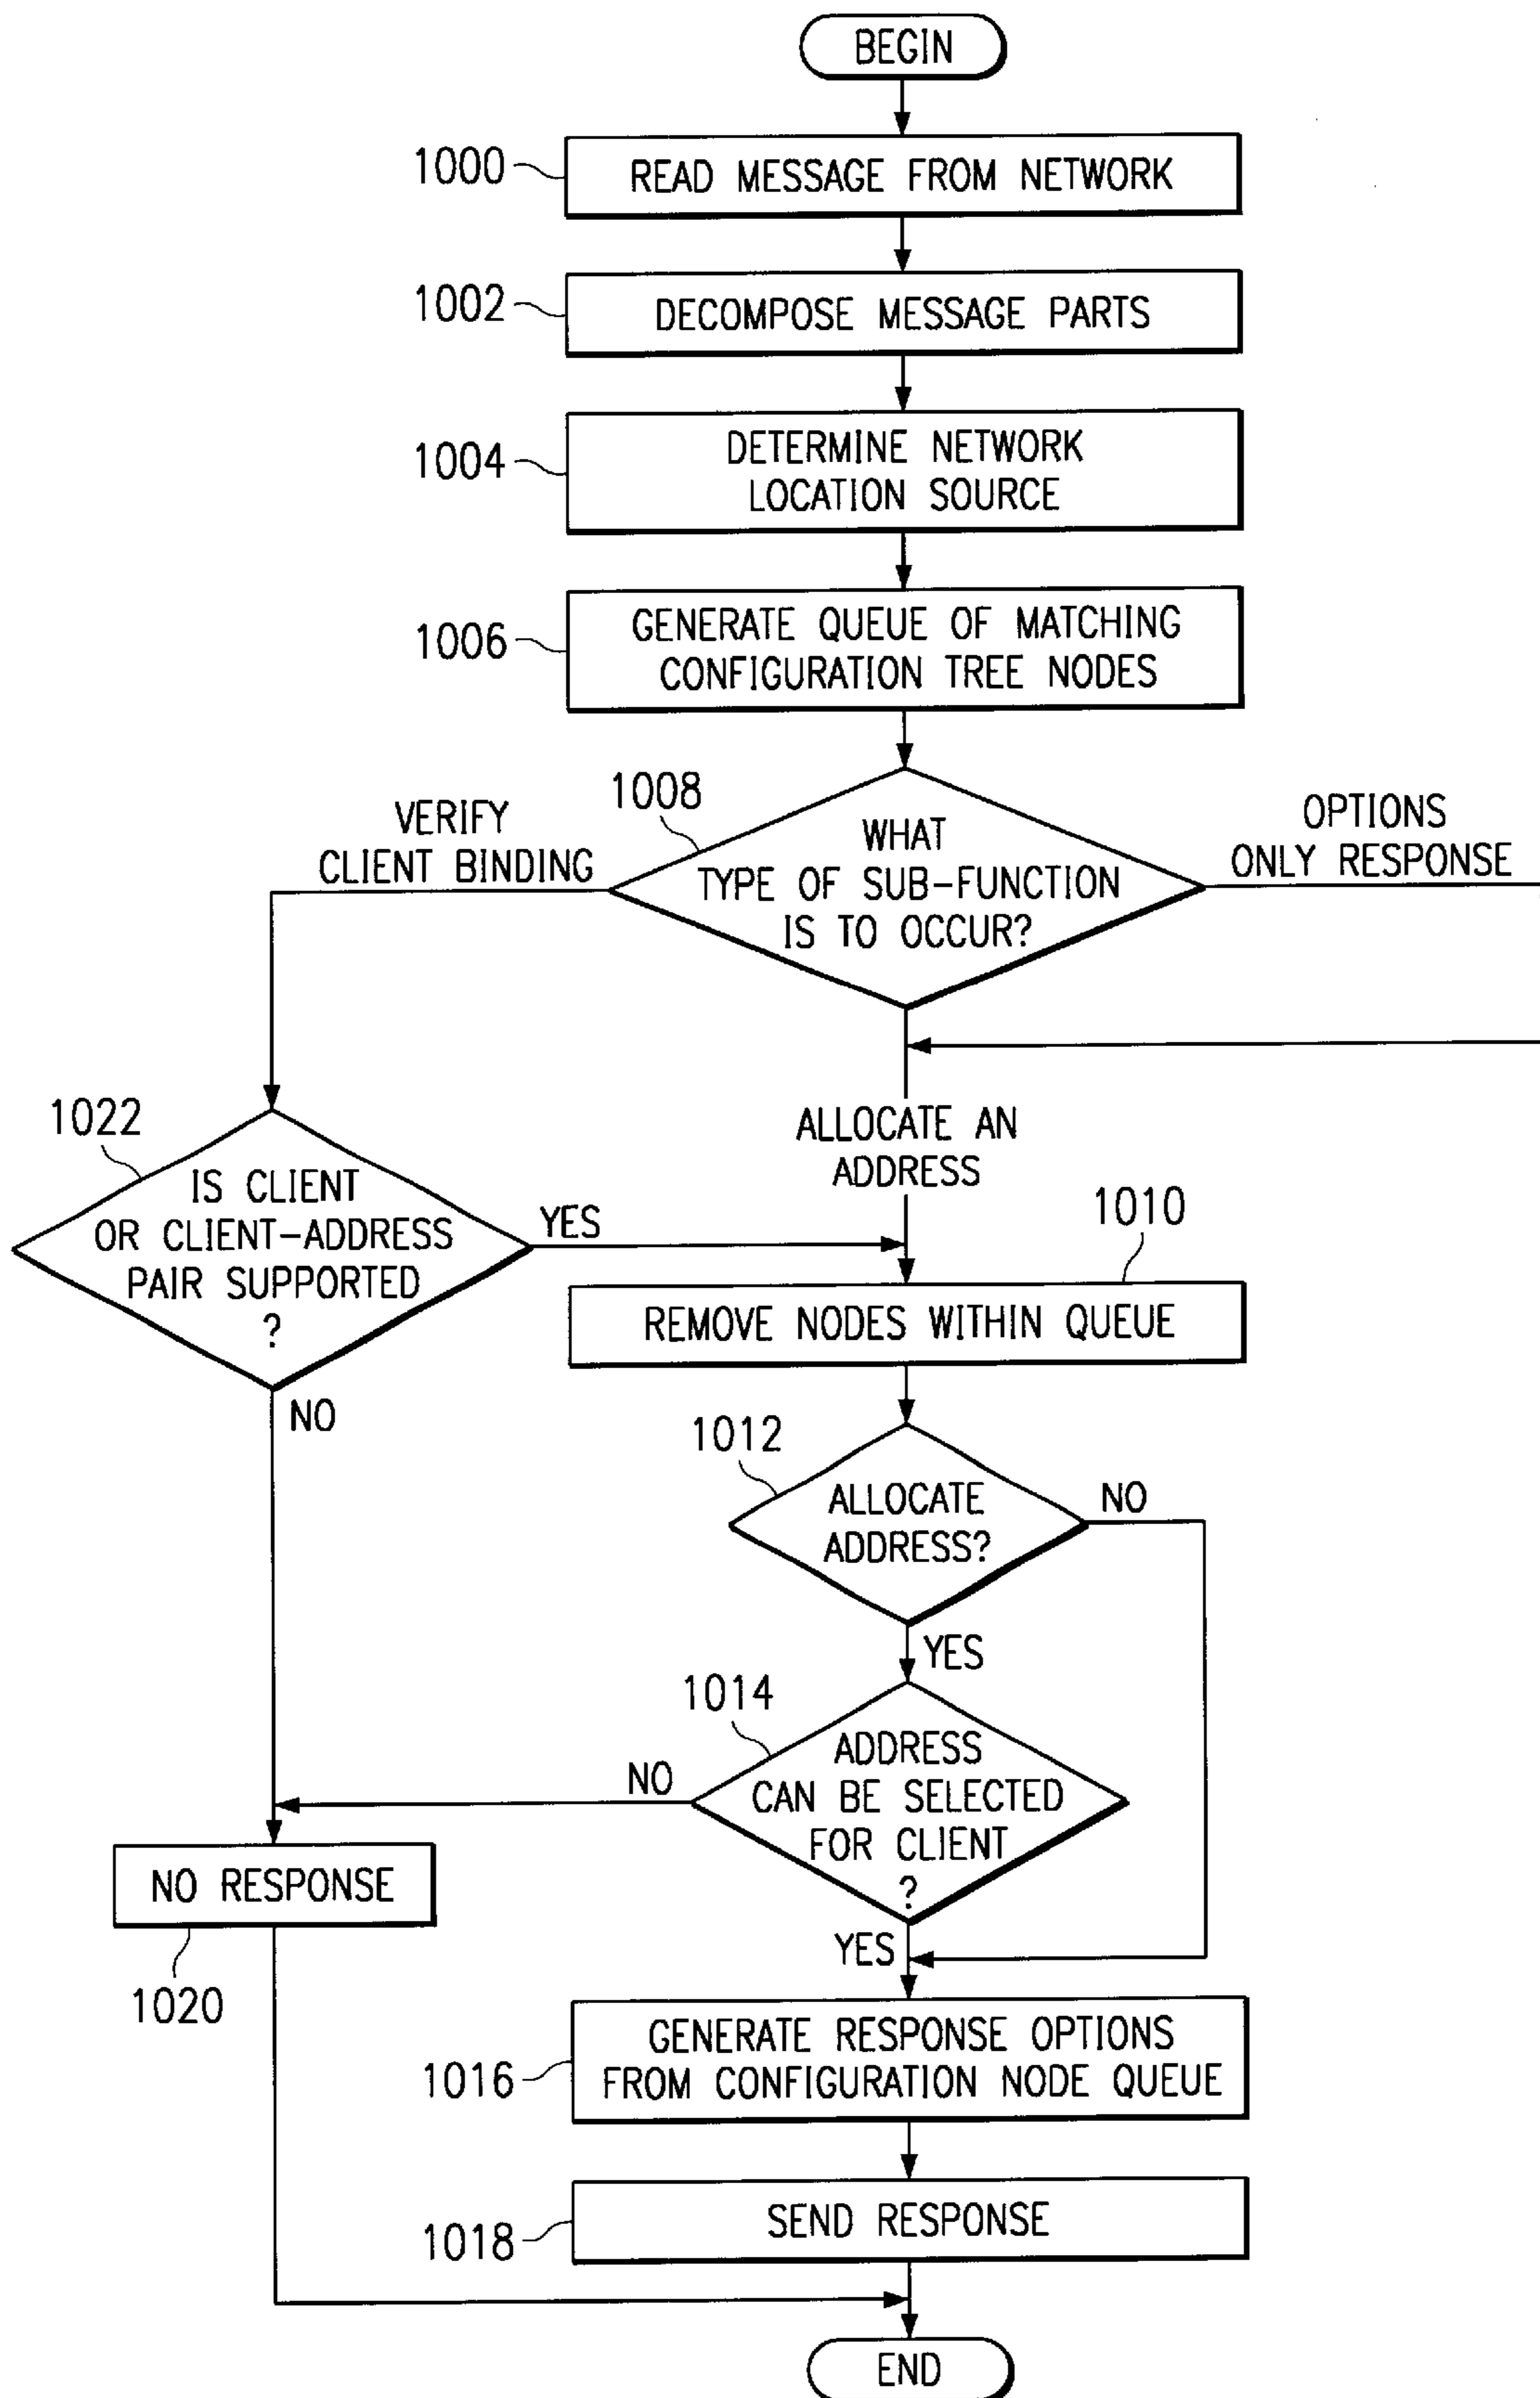 BEGIN
1000
READ MESSAGE FROM NETWORK
1002
DECOMPOSE MESSAGE PARTS
1004
DETERMINE NETWORK
LOCATION SOURCE
1006
GENERATE QUEUE OF MATCHING
CONFIGURATION TREE NODES
1008
VERIFY
CLIENT BINDING
WHAT
TYPE OF SUB-FUNCTION
IS TO OCCUR?
OPTIONS
ONLY RESPONSE
ALLOCATE AN
ADDRESS
1022
IS CLIENT
OR CLIENT-ADDRESS
PAIR SUPPORTED
?
YES
NO
1010
REMOVE NODES WITHIN QUEUE
1012
ALLOCATE
ADDRESS?
NO
YES
1014
ADDRESS
CAN BE SELECTED
FOR CLIENT
?
NO
YES
NO RESPONSE
1020
GENERATE RESPONSE OPTIONS
FROM CONFIGURATION NODE QUEUE
1016
SEND RESPONSE
1018
END